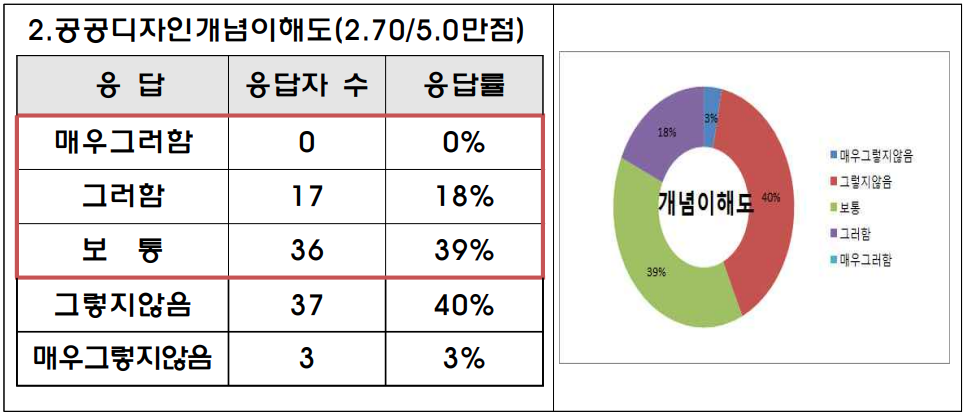 2.공공디자인개념이해도(2.70/5.0만점)
응 답 응답자 수 응답률
매우그러함 0 0%
그러함 17 18%
보 통 36 39%
그렇지않음 37 40%
매우그렇지않음 3 3%
3%
18%
40%
39%
개념이해도
매우그렇지않음
그렇지않음
보통
그러함
매우그러함